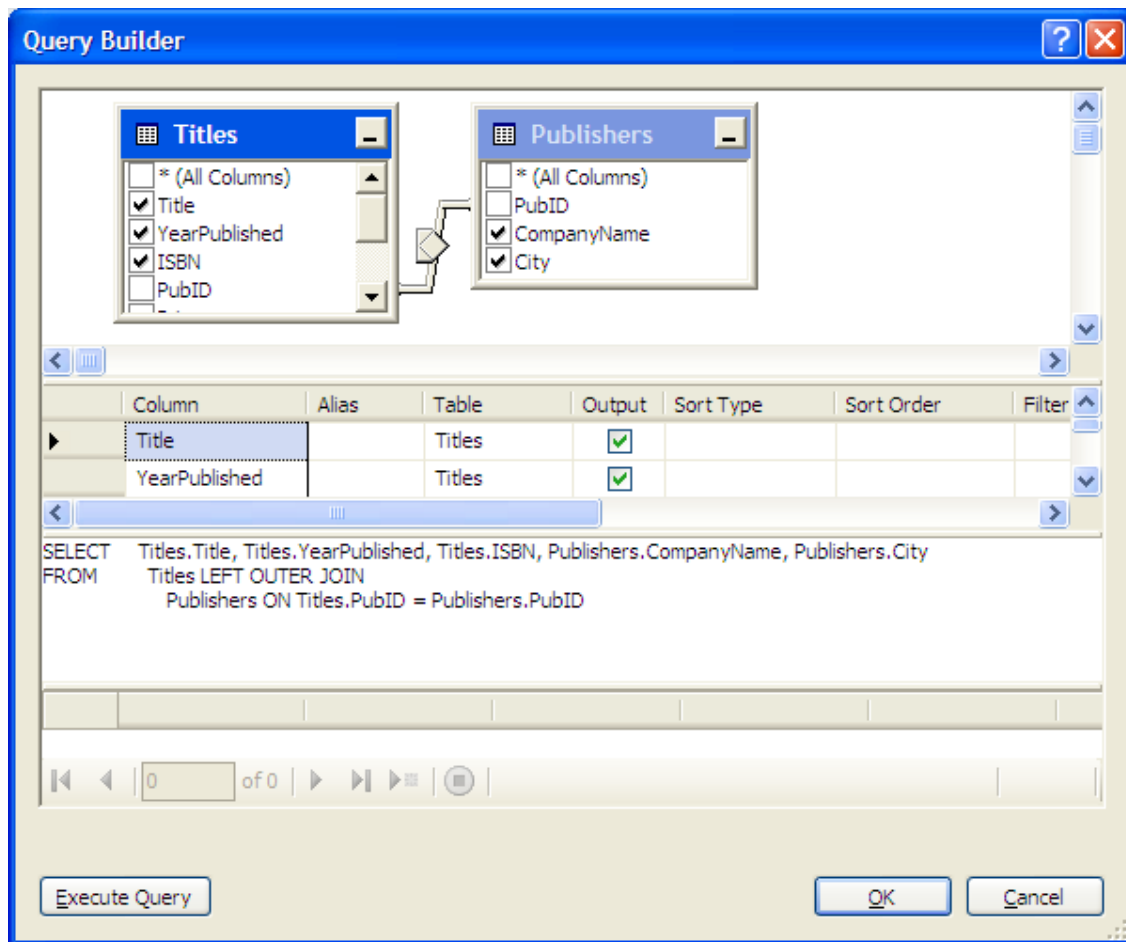 Query Builder
Titles
* (All Columns)
Title
YearPublished
ISBN
PubID
Publishers
* (All Columns)
PubID
CompanyName
City
Column Alias Table Output Sort Type Sort Order Filter
Title Titles
YearPublished Titles
SELECT Titles.Title, Titles.YearPublished, Titles.ISBN, Publishers.CompanyName, Publishers.City
FROM Titles LEFT OUTER JOIN
Publishers ON Titles.PubID = Publishers.PubID
0 of 0
Execute Query OK Cancel